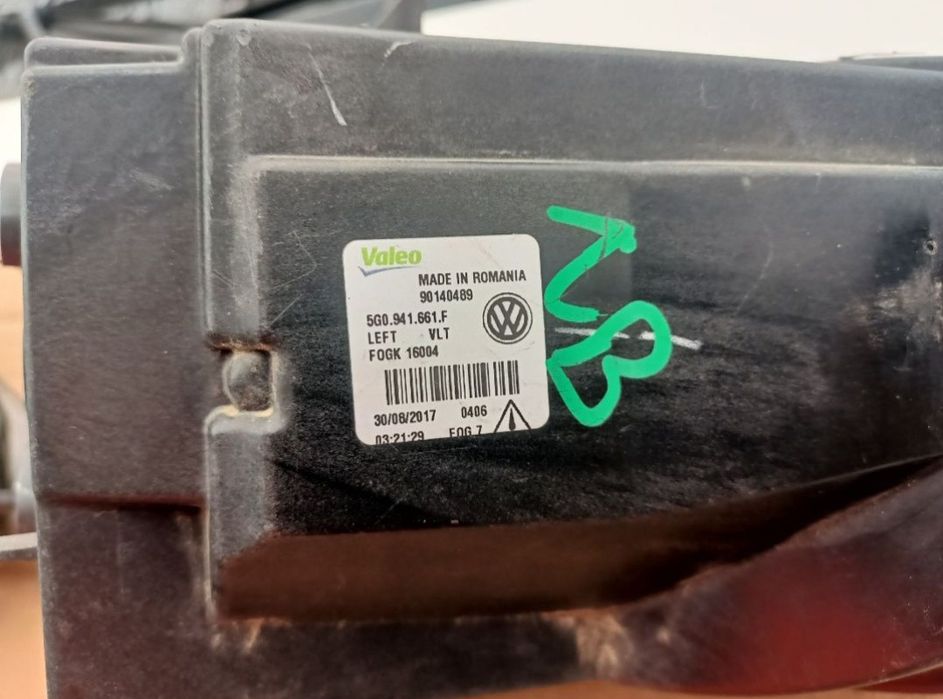 Valeo
MADE IN ROMANIA
90140489
5G0.941.661.F
LEFT VLT
FOGK 16004
30/08/2017 0406
03:21:29 FOG 7